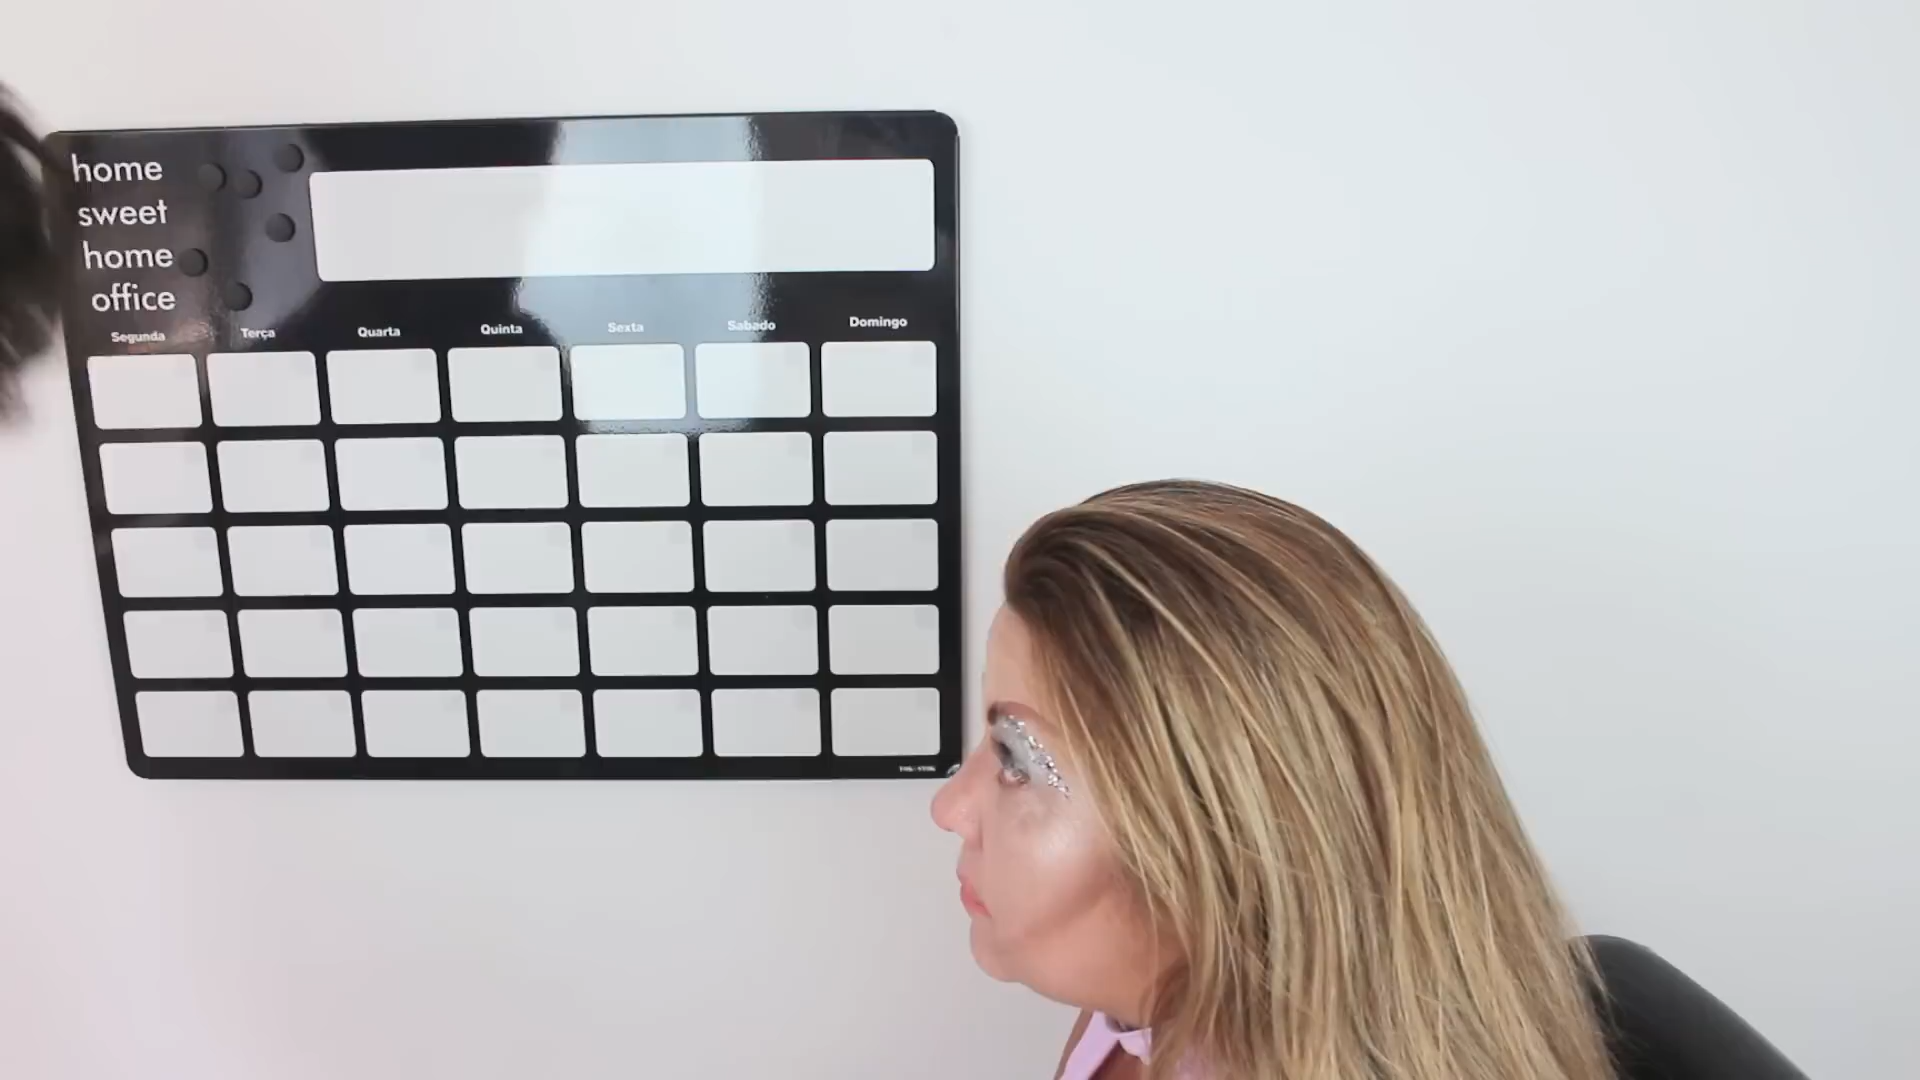 home
sweet
home
office
Segunda Terça Quarta Quinta Sexta Sabado Domingo